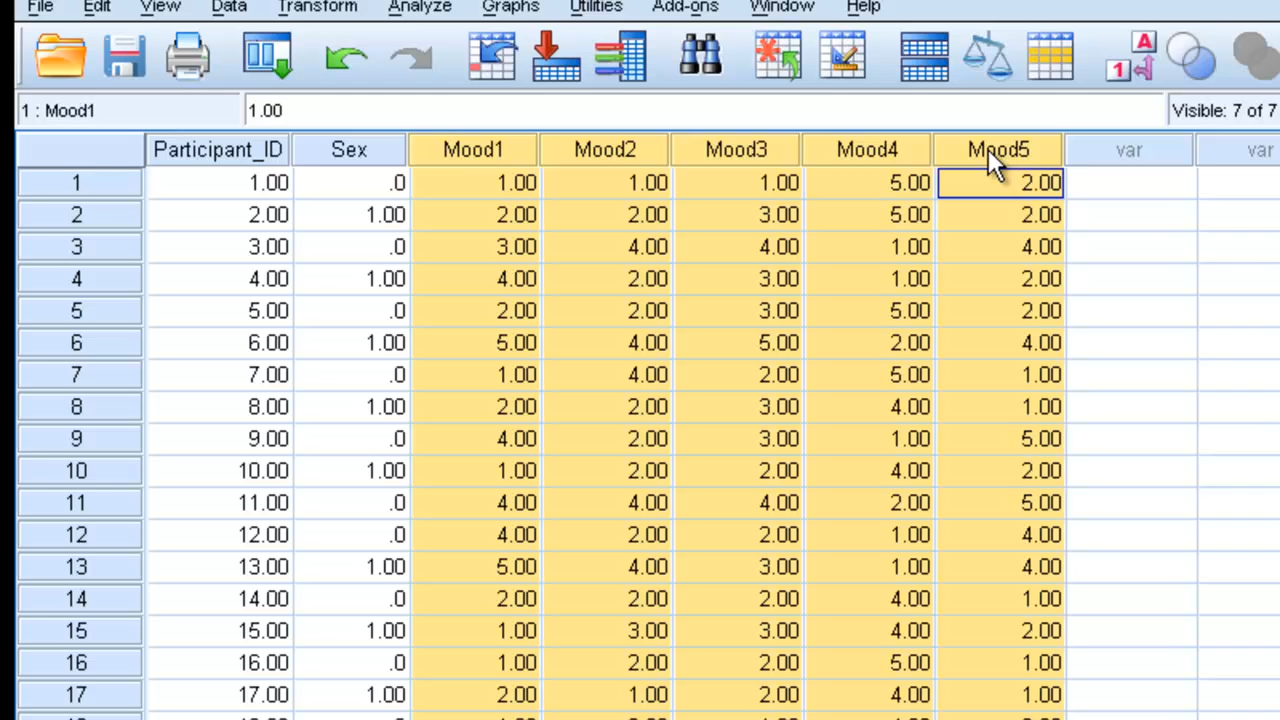 File Edit View Data Transform Analyze Graphs Utilities Add-ons Window Help
A
1
1 : Mood1 1.00 Visible: 7 of 7
Participant_ID Sex Mood1 Mood2 Mood3 Mood4 Mood5 var var
1 1.00 .0 1.00 1.00 1.00 5.00 2.00
2 2.00 1.00 2.00 2.00 3.00 5.00 2.00
3 3.00 .0 3.00 4.00 4.00 1.00 4.00
4 4.00 1.00 4.00 2.00 3.00 1.00 2.00
5 5.00 .0 2.00 2.00 3.00 5.00 2.00
6 6.00 1.00 5.00 4.00 5.00 2.00 4.00
7 7.00 .0 1.00 4.00 2.00 5.00 1.00
8 8.00 1.00 2.00 2.00 3.00 4.00 1.00
9 9.00 .0 4.00 2.00 3.00 1.00 5.00
10 10.00 1.00 1.00 2.00 2.00 4.00 2.00
11 11.00 .0 4.00 4.00 4.00 2.00 5.00
12 12.00 .0 4.00 2.00 2.00 1.00 4.00
13 13.00 1.00 5.00 4.00 3.00 1.00 4.00
14 14.00 .0 2.00 2.00 2.00 4.00 1.00
15 15.00 1.00 1.00 3.00 3.00 4.00 2.00
16 16.00 .0 1.00 2.00 2.00 5.00 1.00
17 17.00 1.00 2.00 1.00 2.00 4.00 1.00